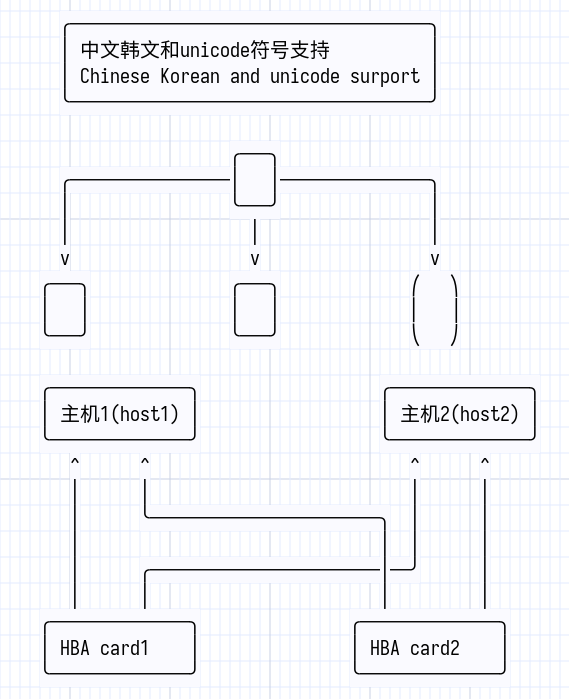 中文韩文和unicode符号支持
Chinese Korean and unicode surport
主机1(host1)
主机2(host2)
HBA card1
HBA card2